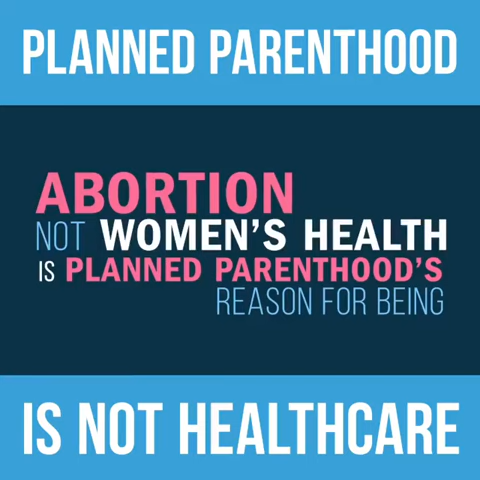 PLANNED PARENTHOOD
ABORTION
NOT WOMEN'S HEALTH
IS PLANNED PARENTHOOD'S
REASON FOR BEING
IS NOT HEALTHCARE